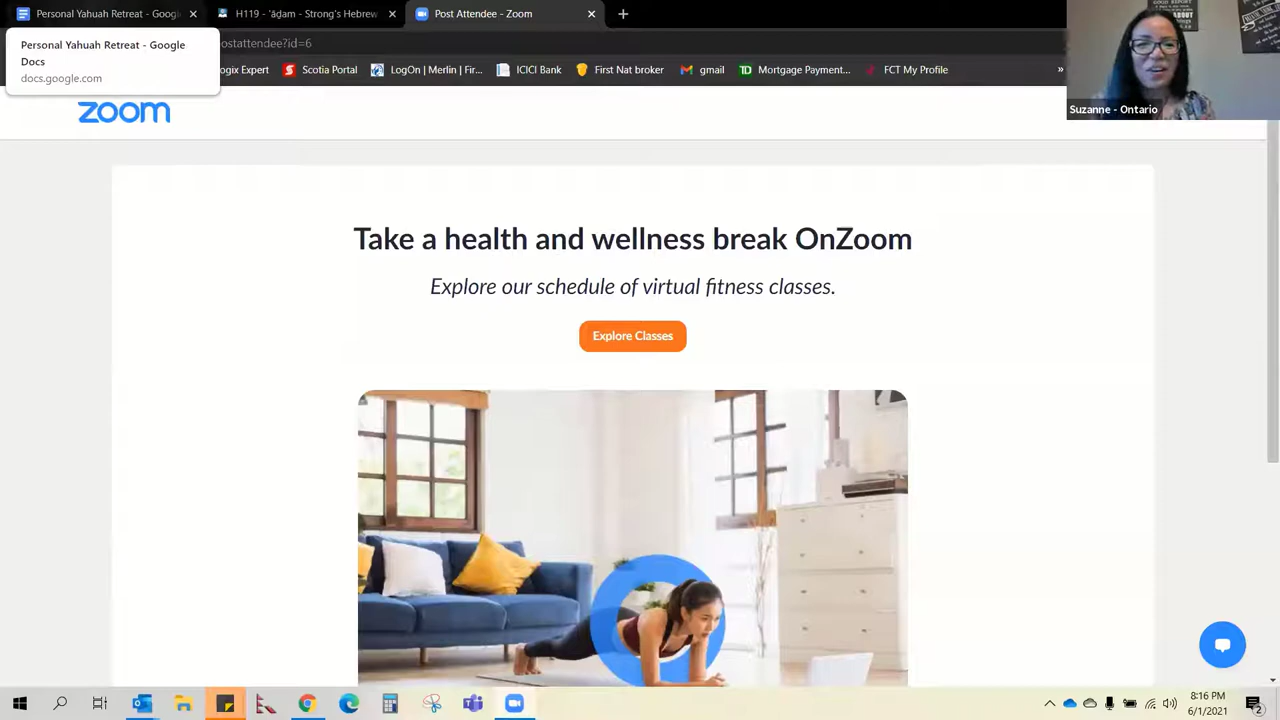 Personal Yahuah Retreat - Goog
H119 - 'āḏam - Strong's Hebrew
Post Attendee - Zoom
Personal Yahuah Retreat - Google
Docs
docs.google.com
ostattendee?id=6
ogix Expert
Scotia Portal
LogOn | Merlin | Fir...
ICICI Bank
First Nat broker
gmail
TD
Mortgage Payment...
FCT My Profile
»
Suzanne - Ontario
zoom
Take a health and wellness break OnZoom
Explore our schedule of virtual fitness classes.
Explore Classes
8:16 PM
6/1/2021
2